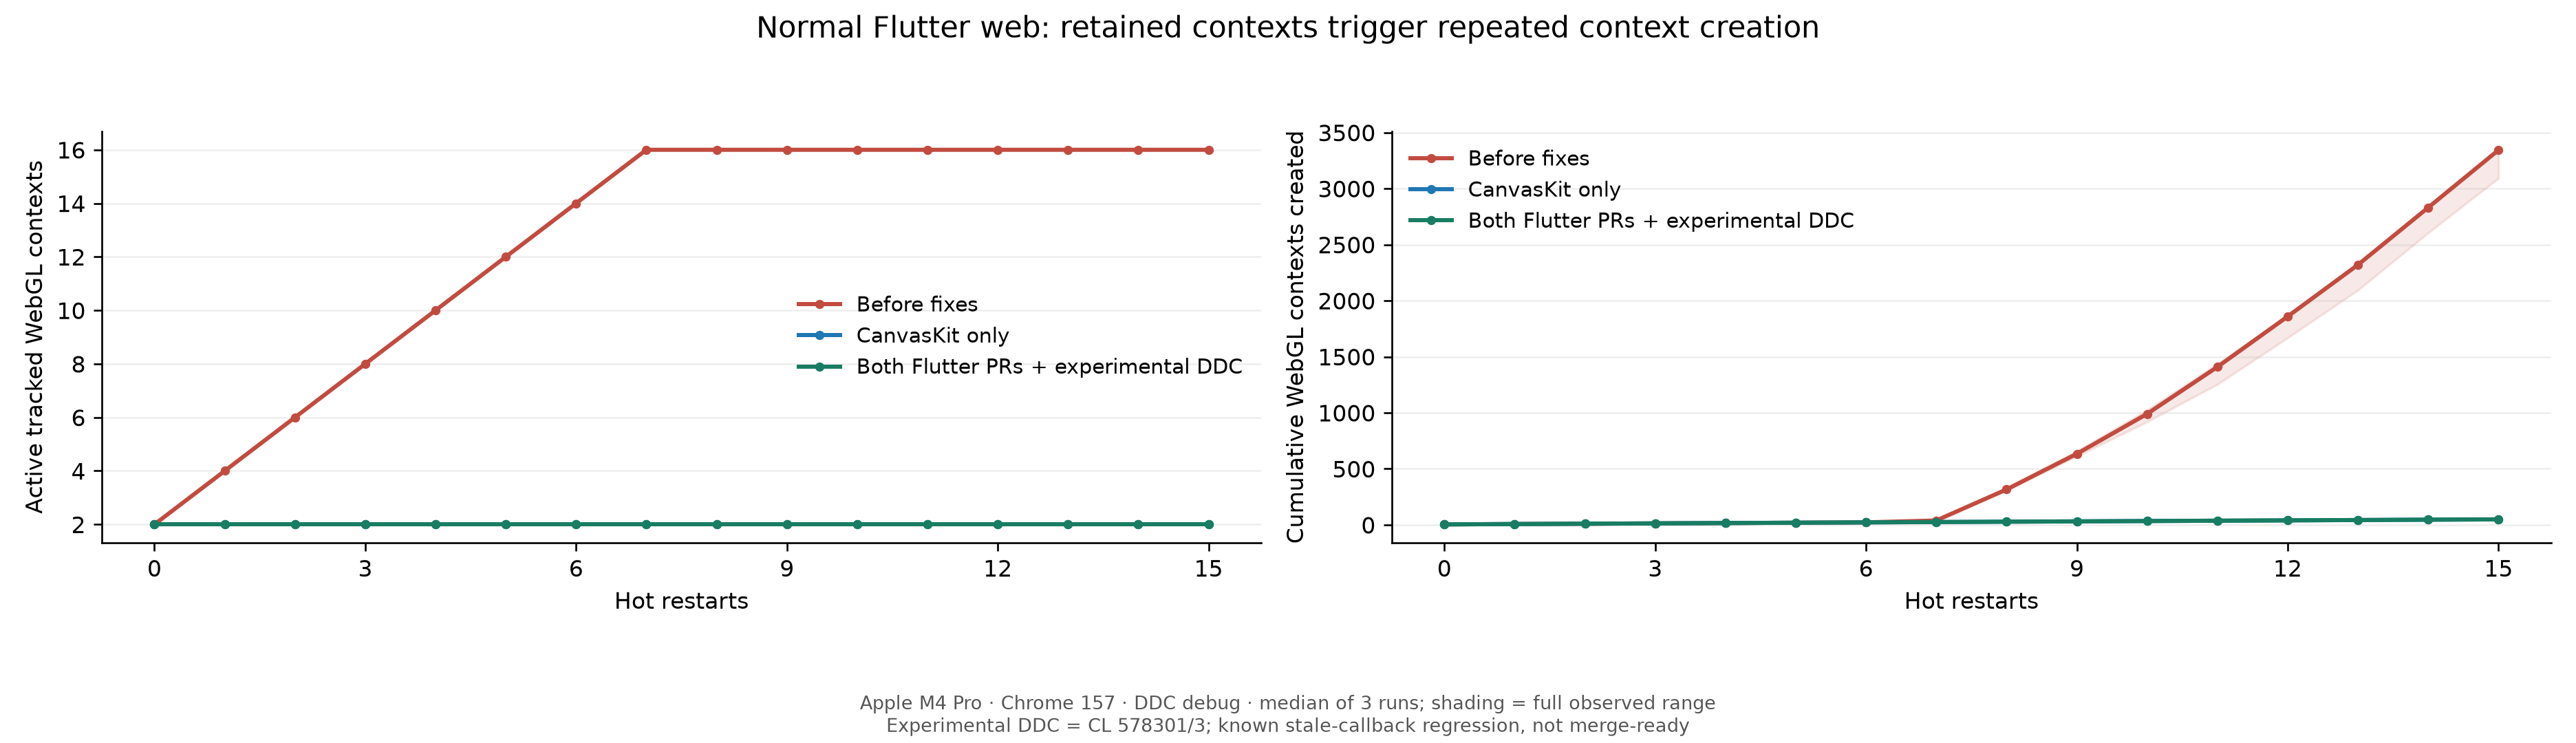 Normal Flutter web: retained contexts trigger repeated context creation
Active tracked WebGL contexts
16
14
12
10
8
6
4
2
0
3
6
9
12
15
Hot restarts
Before fixes
CanvasKit only
Both Flutter PRs + experimental DDC
Cumulative WebGL contexts created
3500
3000
2500
2000
1500
1000
500
0
0
3
6
9
12
15
Hot restarts
Before fixes
CanvasKit only
Both Flutter PRs + experimental DDC
Apple M4 Pro · Chrome 157 · DDC debug · median of 3 runs; shading = full observed range
Experimental DDC = CL 578301/3; known stale-callback regression, not merge-ready